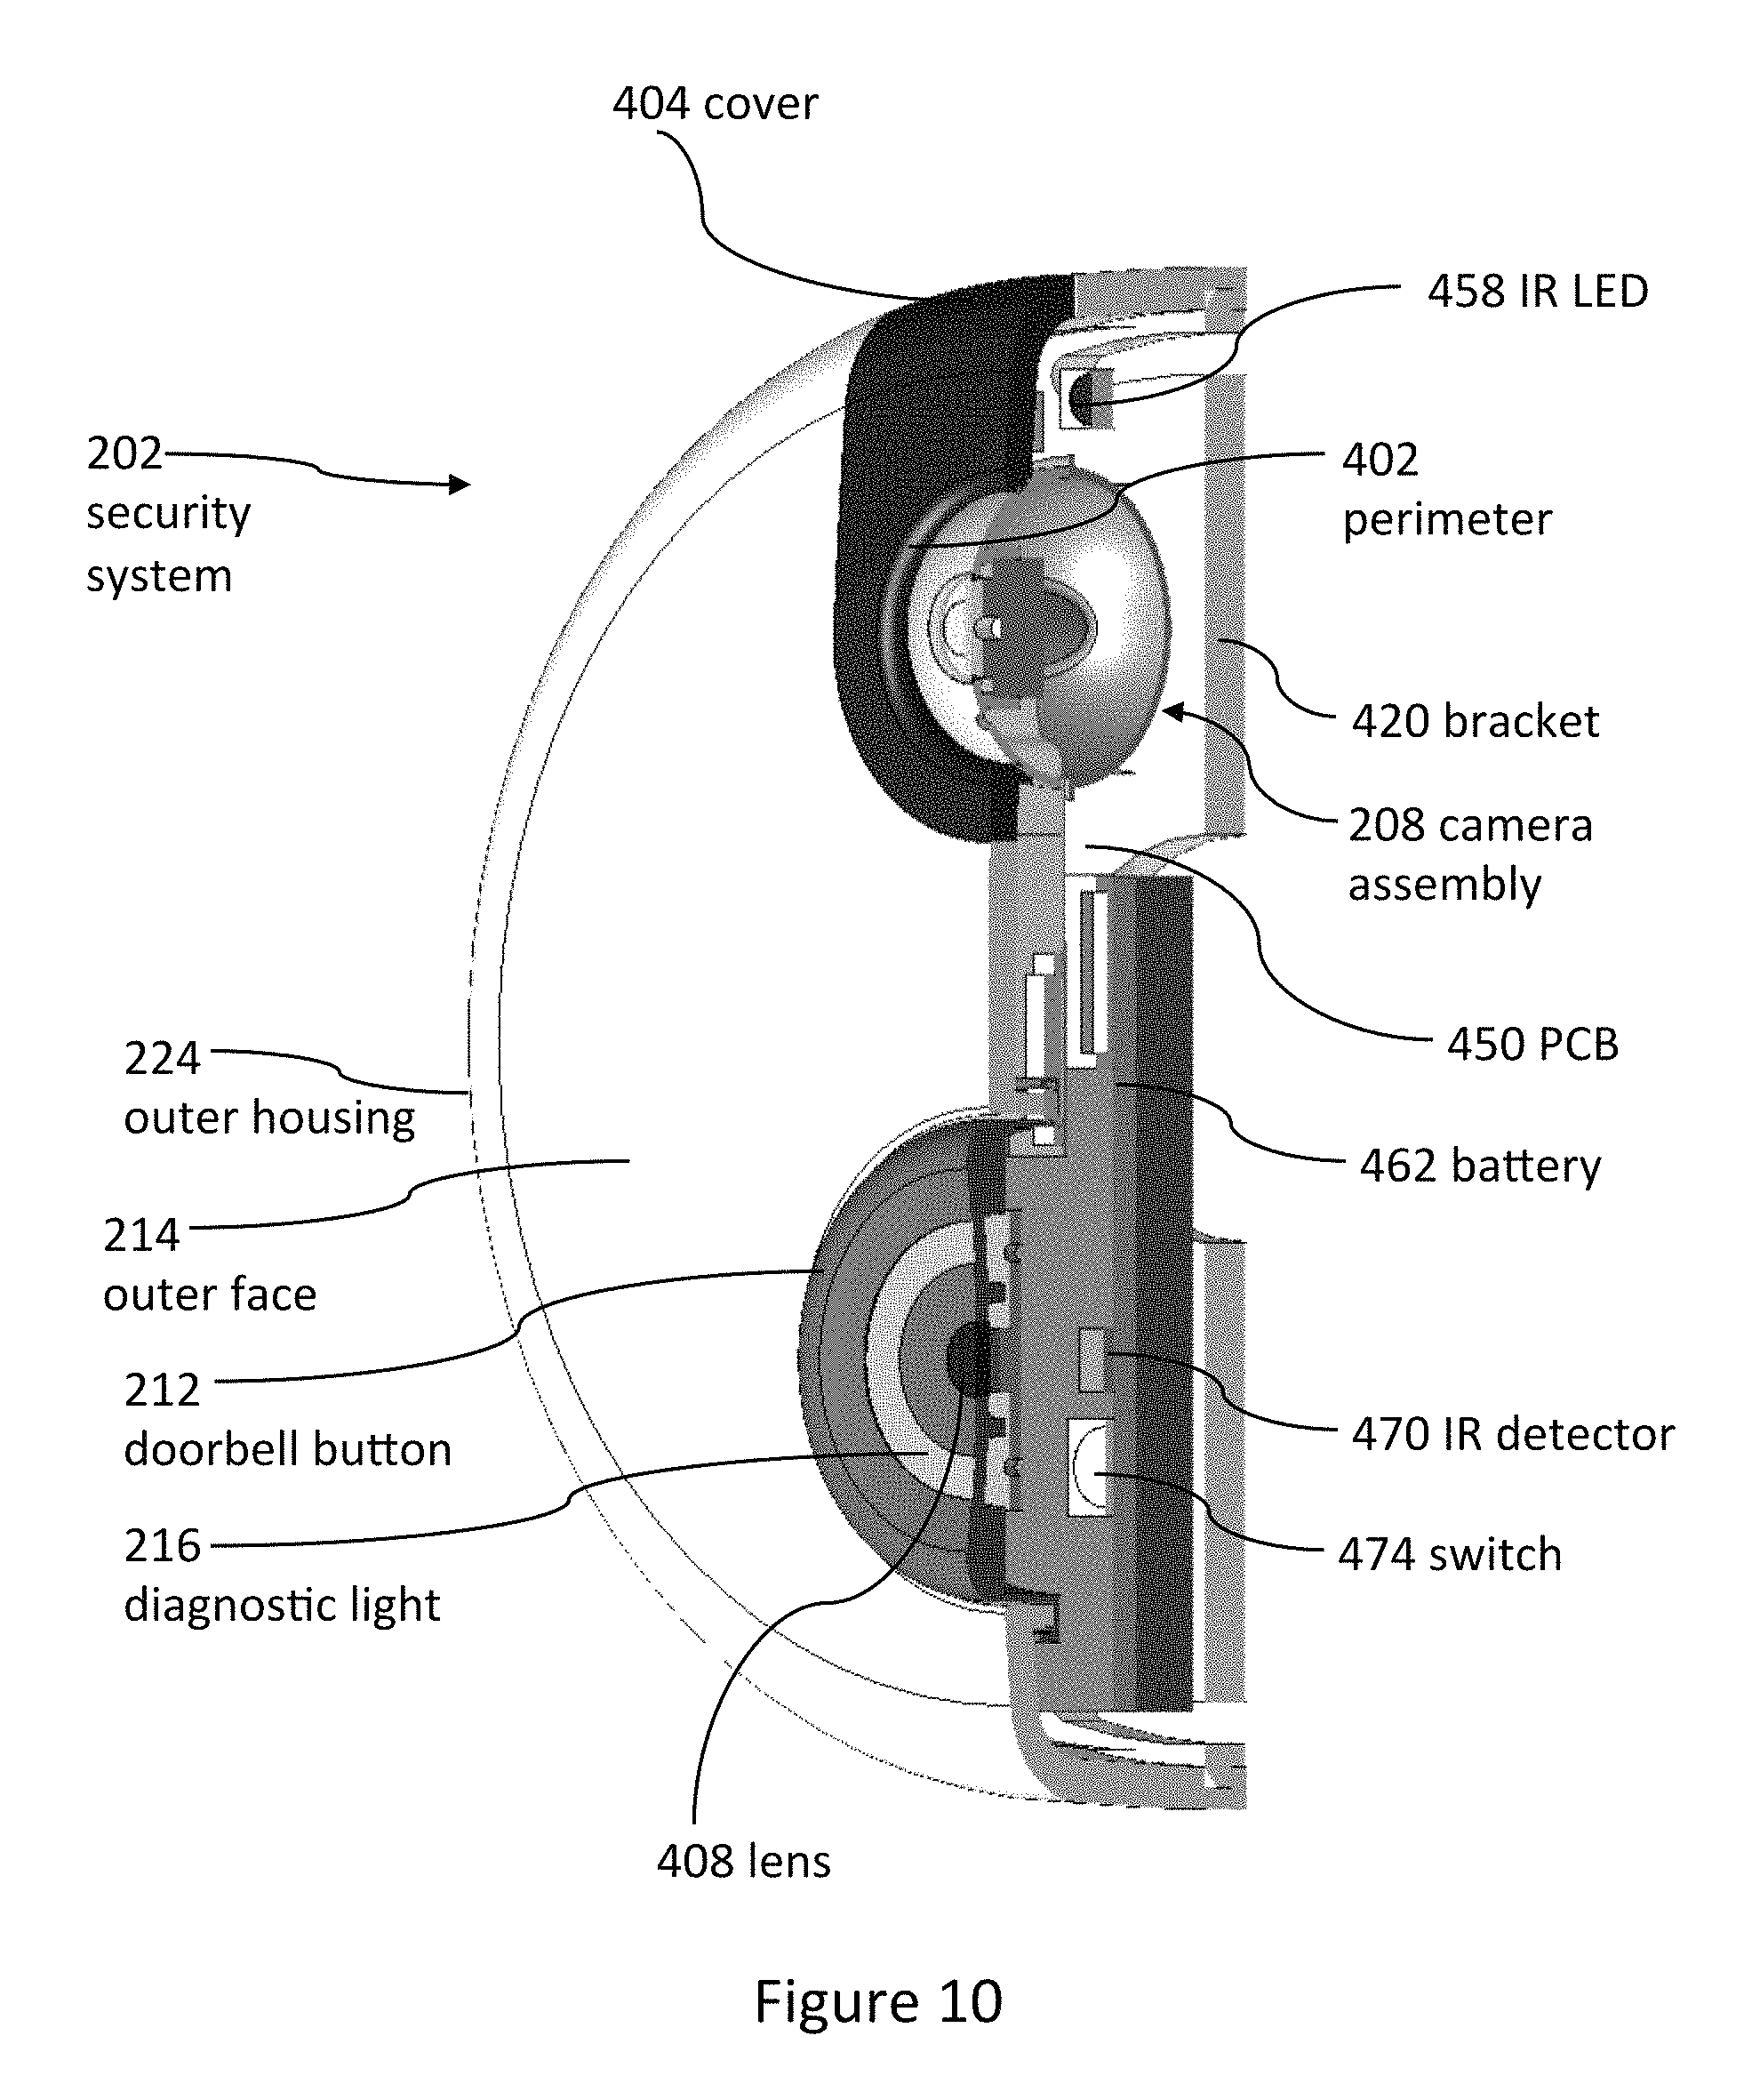 404 cover
458 IR LED
202
security
system
402
perimeter
420 bracket
208 camera
assembly
450 PCB
224
outer housing
462 battery
214
outer face
212
doorbell button
470 IR detector
216
diagnostic light
474 switch
408 lens
Figure 10